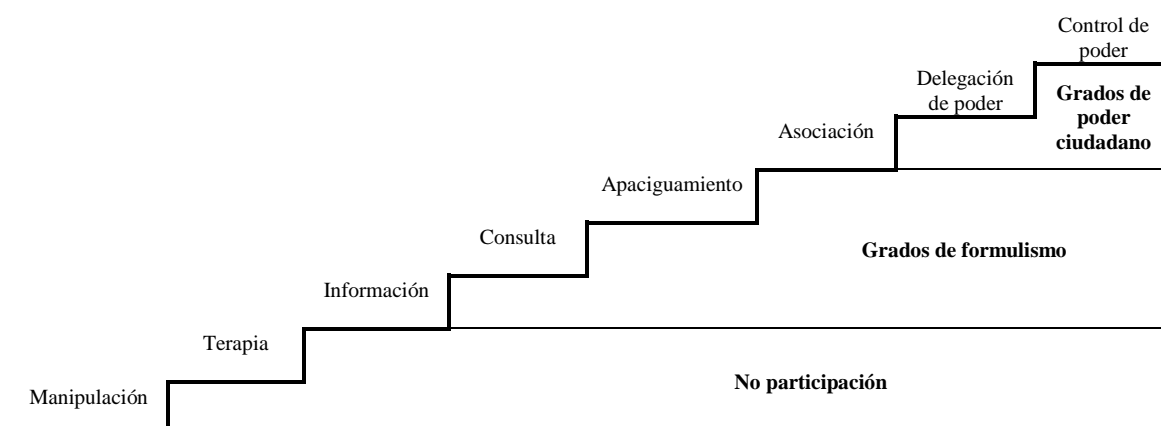 Control de
poder
Delegación
de poder
Grados de
poder
ciudadano
Asociación
Apaciguamiento
Consulta
Grados de formulismo
Información
Terapia
No participación
Manipulación